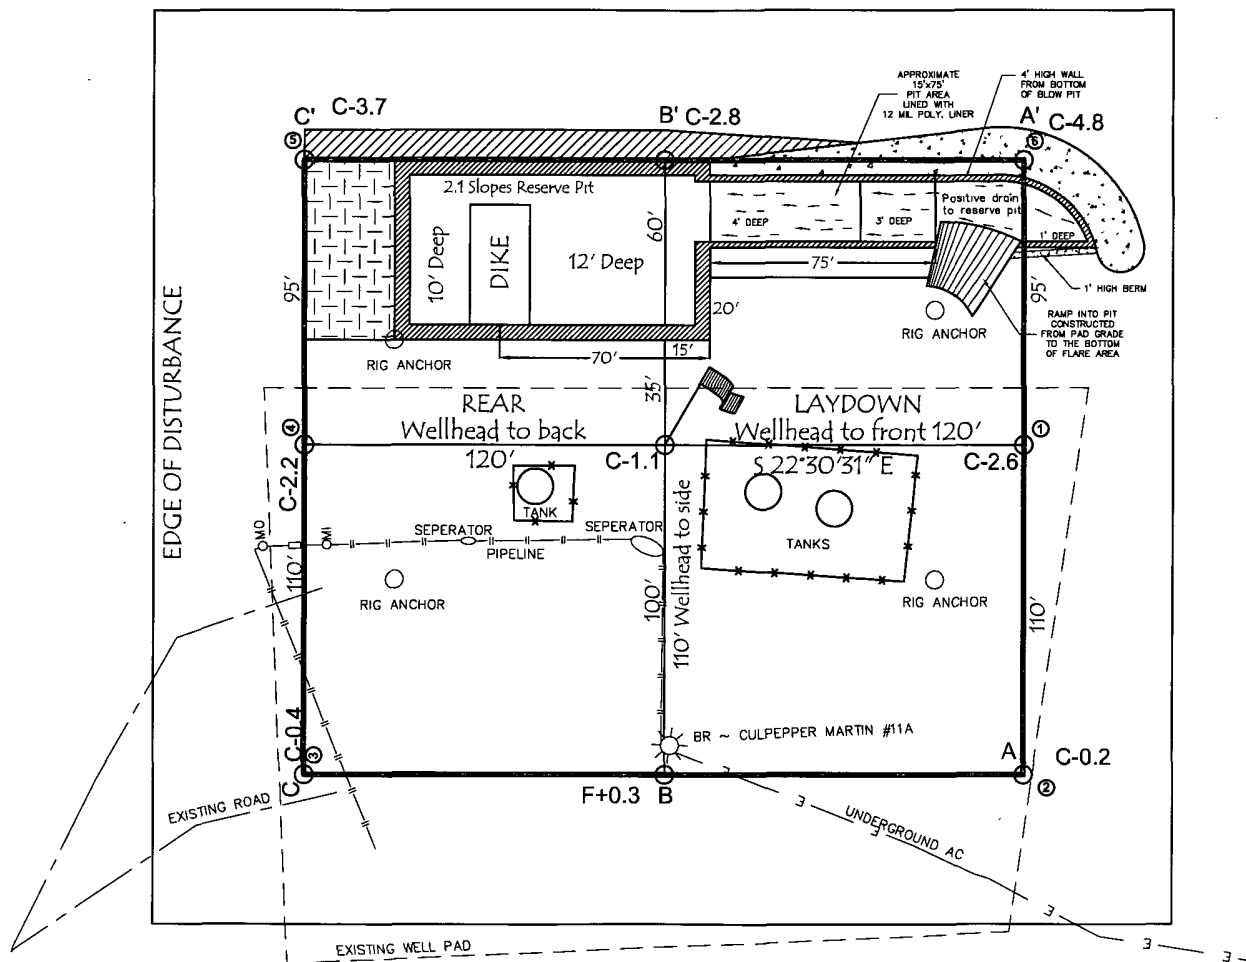 APPROXIMATE
15'x75'
PIT AREA
LINED WITH
12 MIL POLY. LINER
4' HIGH WALL
FROM BOTTOM
OF BLOW PIT
C'
C-3.7
B'
C-2.8
A'
C-4.8
5
6
2.1 Slopes Reserve Pit
10' Deep
DIKE
12' Deep
60'
4' DEEP
3' DEEP
Positive drain
to reserve pit
1' DEEP
75'
1' HIGH BERM
95'
95'
20'
RIG ANCHOR
RAMP INTO PIT
CONSTRUCTED
FROM PAD GRADE
TO THE BOTTOM
OF FLARE AREA
RIG ANCHOR
70'
15'
35'
EDGE OF DISTURBANCE
REAR
Wellhead to back
120'
LAYDOWN
Wellhead to front 120'
S 22°30'31" E
4
1
C-2.2
C-1.1
C-2.6
TANK
TANKS
MO
MI
SEPERATOR
SEPERATOR
PIPELINE
110'
RIG ANCHOR
100'
110' Wellhead to side
RIG ANCHOR
110'
BR ~ CULPEPPER MARTIN #11A
C-0.4
3
C
F+0.3
B
A
C-0.2
2
EXISTING ROAD
UNDERGROUND AC
EXISTING WELL PAD